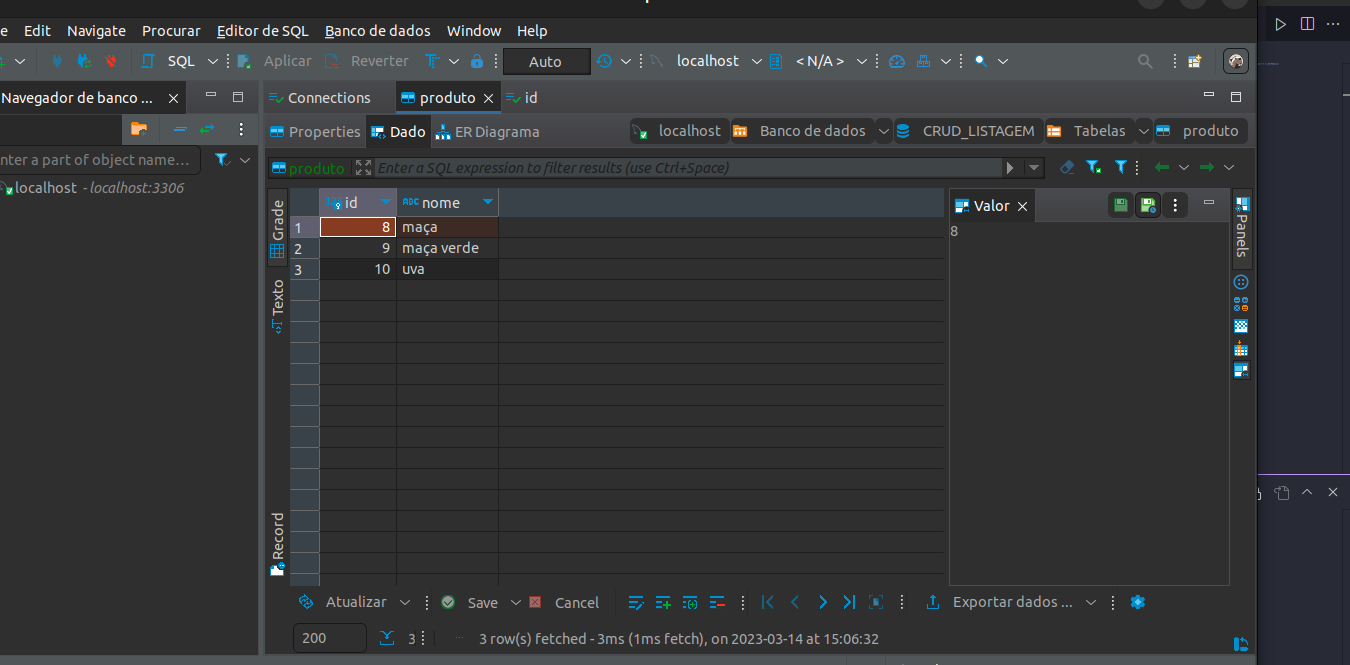 e Edit Navigate Procurar Editor de SQL Banco de dados Window Help
SQL Aplicar Reverter Auto localhost < N/A >
Navegador de banco ... Connections produto id
Properties Dado ER Diagrama localhost Banco de dados CRUD_LISTAGEM Tabelas produto
nter a part of object name... produto Enter a SQL expression to filter results (use Ctrl+Space)
localhost - localhost:3306
Grade
Texto
Record
id ABC nome
1 8 maça
2 9 maça verde
3 10 uva
Valor
8
Panels
Atualizar Save Cancel Exportar dados ...
200 3 3 row(s) fetched - 3ms (1ms fetch), on 2023-03-14 at 15:06:32